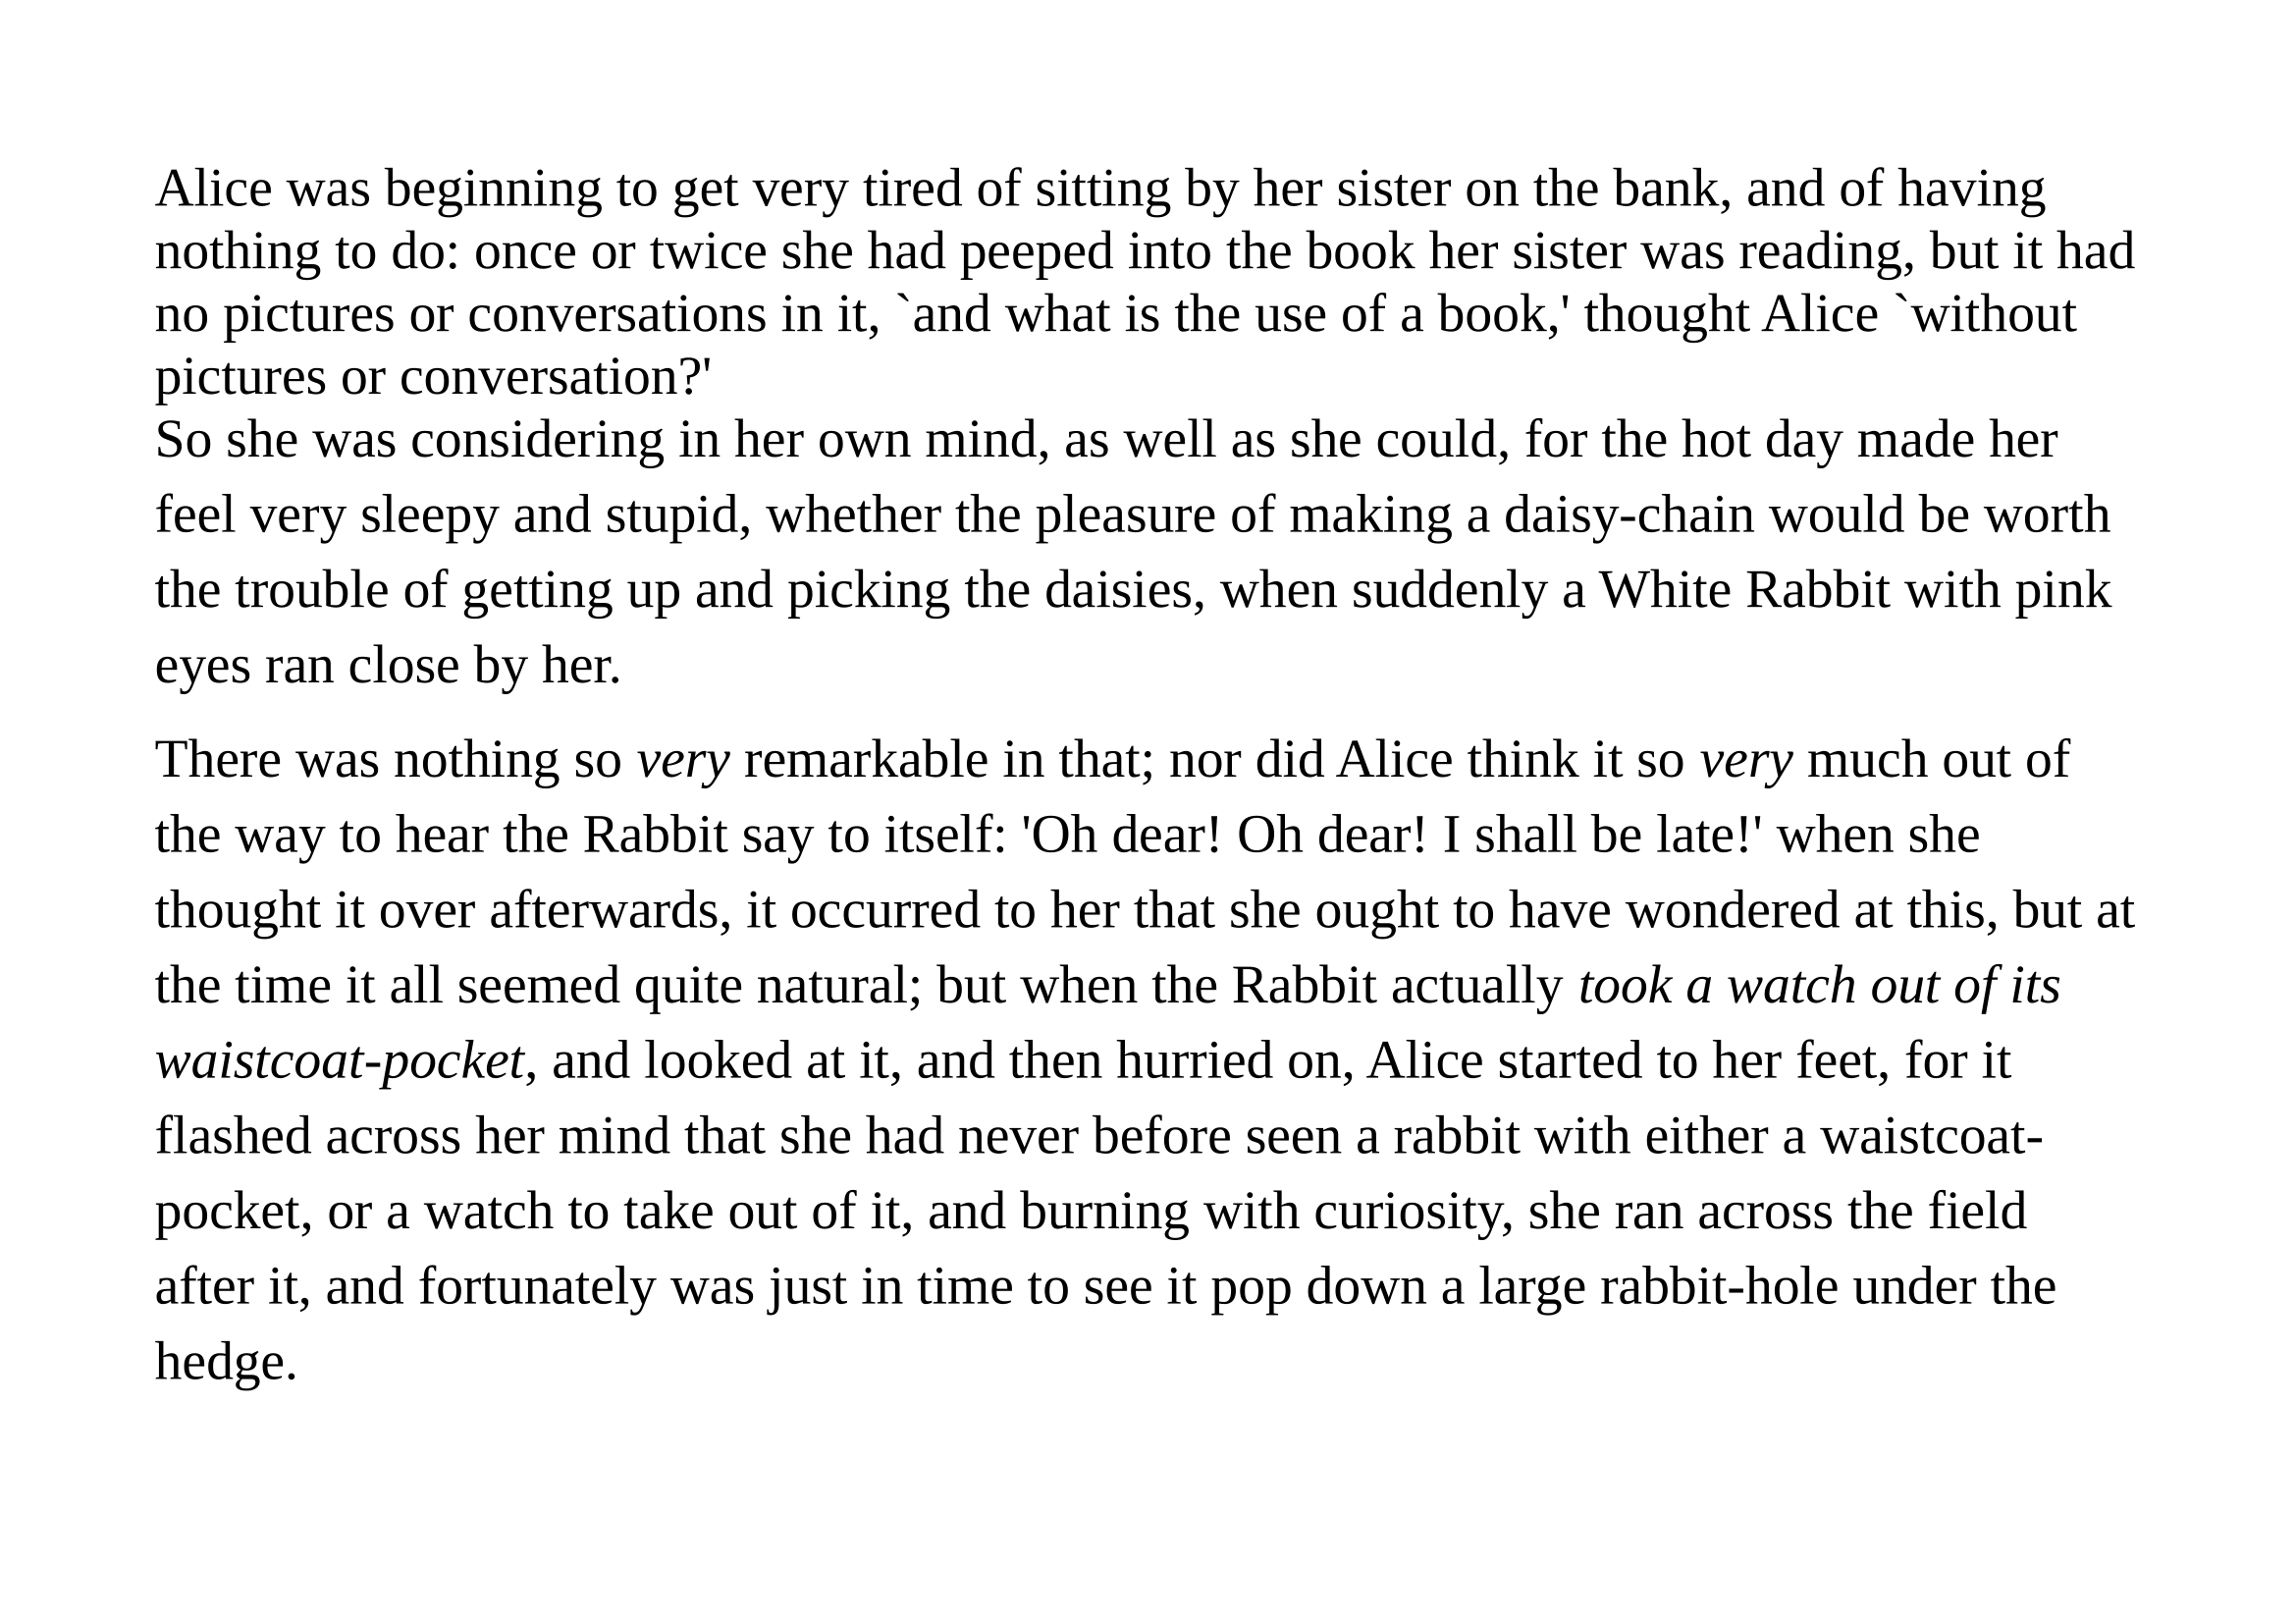 Alice was beginning to get very tired of sitting by her sister on the bank, and of having
nothing to do: once or twice she had peeped into the book her sister was reading, but it had
no pictures or conversations in it, `and what is the use of a book,' thought Alice `without
pictures or conversation?'
So she was considering in her own mind, as well as she could, for the hot day made her
feel very sleepy and stupid, whether the pleasure of making a daisy-chain would be worth
the trouble of getting up and picking the daisies, when suddenly a White Rabbit with pink
eyes ran close by her.
There was nothing so very remarkable in that; nor did Alice think it so very much out of
the way to hear the Rabbit say to itself: 'Oh dear! Oh dear! I shall be late!' when she
thought it over afterwards, it occurred to her that she ought to have wondered at this, but at
the time it all seemed quite natural; but when the Rabbit actually took a watch out of its
waistcoat-pocket, and looked at it, and then hurried on, Alice started to her feet, for it
flashed across her mind that she had never before seen a rabbit with either a waistcoat-
pocket, or a watch to take out of it, and burning with curiosity, she ran across the field
after it, and fortunately was just in time to see it pop down a large rabbit-hole under the
hedge.